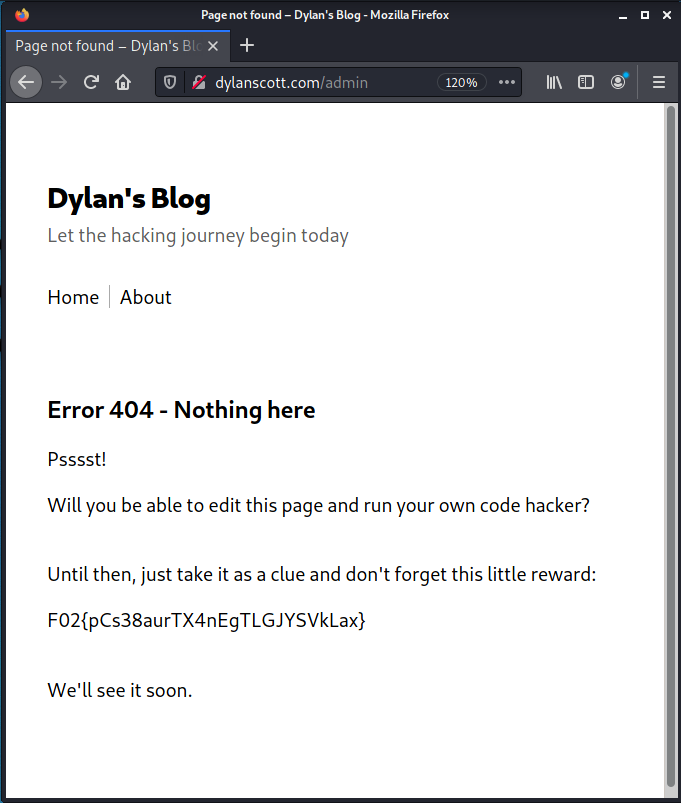 Page not found – Dylan's Blog - Mozilla Firefox
Page not found – Dylan's Blo
dylanscott.com/admin 120%
Dylan's Blog
Let the hacking journey begin today
Home About
Error 404 - Nothing here
Psssst!
Will you be able to edit this page and run your own code hacker?
Until then, just take it as a clue and don't forget this little reward:
F02{pCs38aurTX4nEgTLGJYSVkLax}
We'll see it soon.